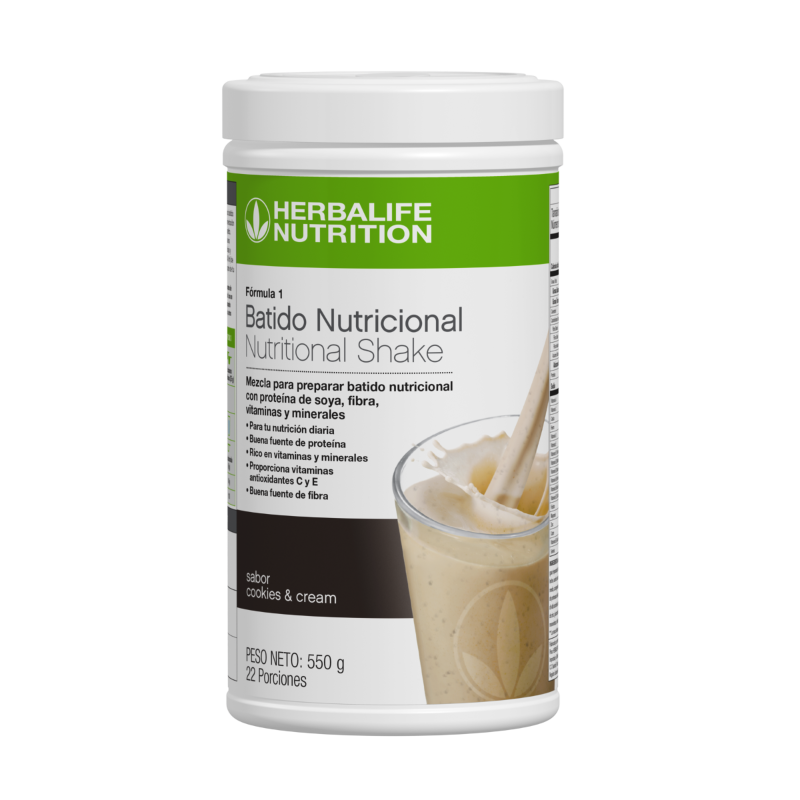 HERBALIFE
NUTRITION
Fórmula 1
Batido Nutricional
Nutritional Shake
Mezcla para preparar batido nutricional
con proteína de soya, fibra,
vitaminas y minerales
• Para tu nutrición diaria
• Buena fuente de proteína
• Rico en vitaminas y minerales
• Proporciona vitaminas
antioxidantes C y E
• Buena fuente de fibra
sabor
cookies & cream
PESO NETO: 550 g
22 Porciones